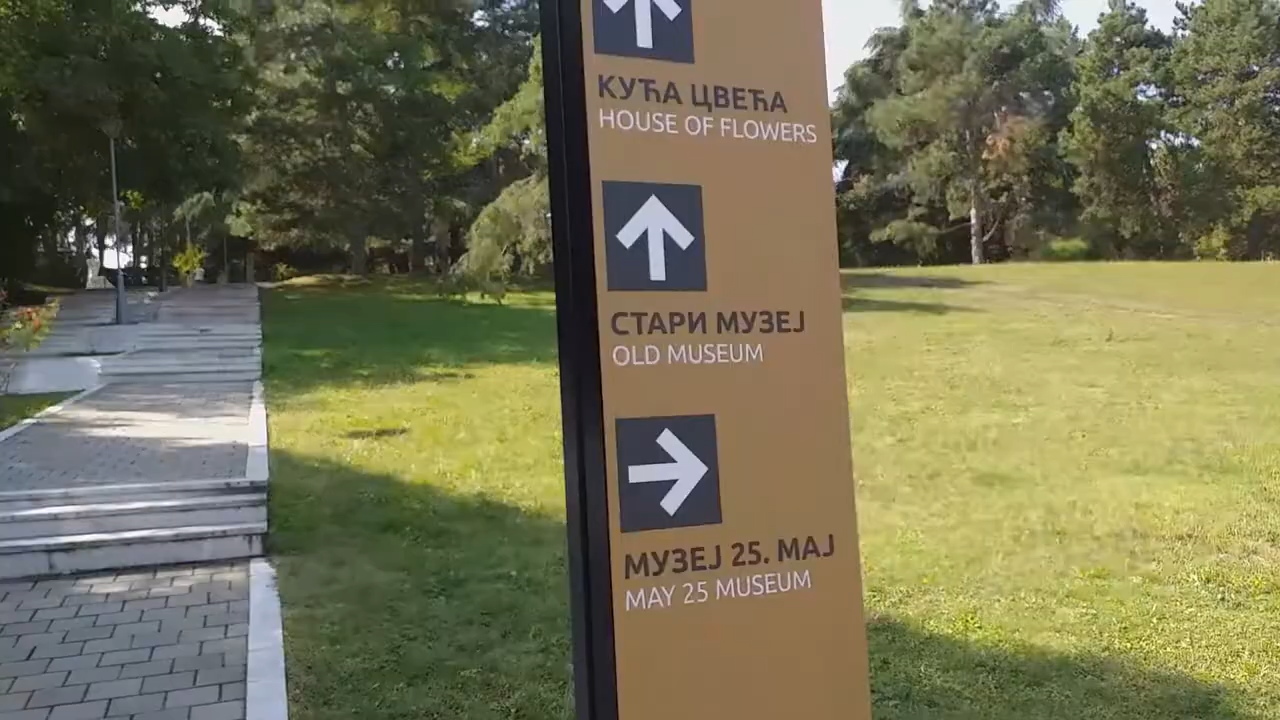 КУЋА ЦВЕЋА
HOUSE OF FLOWERS
СТАРИ МУЗЕЈ
OLD MUSEUM
МУЗЕЈ 25. МАЈ
MAY 25 MUSEUM